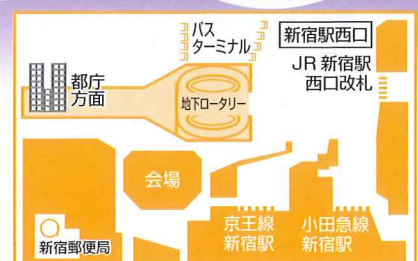 バス
ターミナル
新宿駅西口
JR 新宿駅
西口改札
都庁
方面
地下ロータリー
会場
京王線
新宿駅
小田急線
新宿駅
新宿郵便局